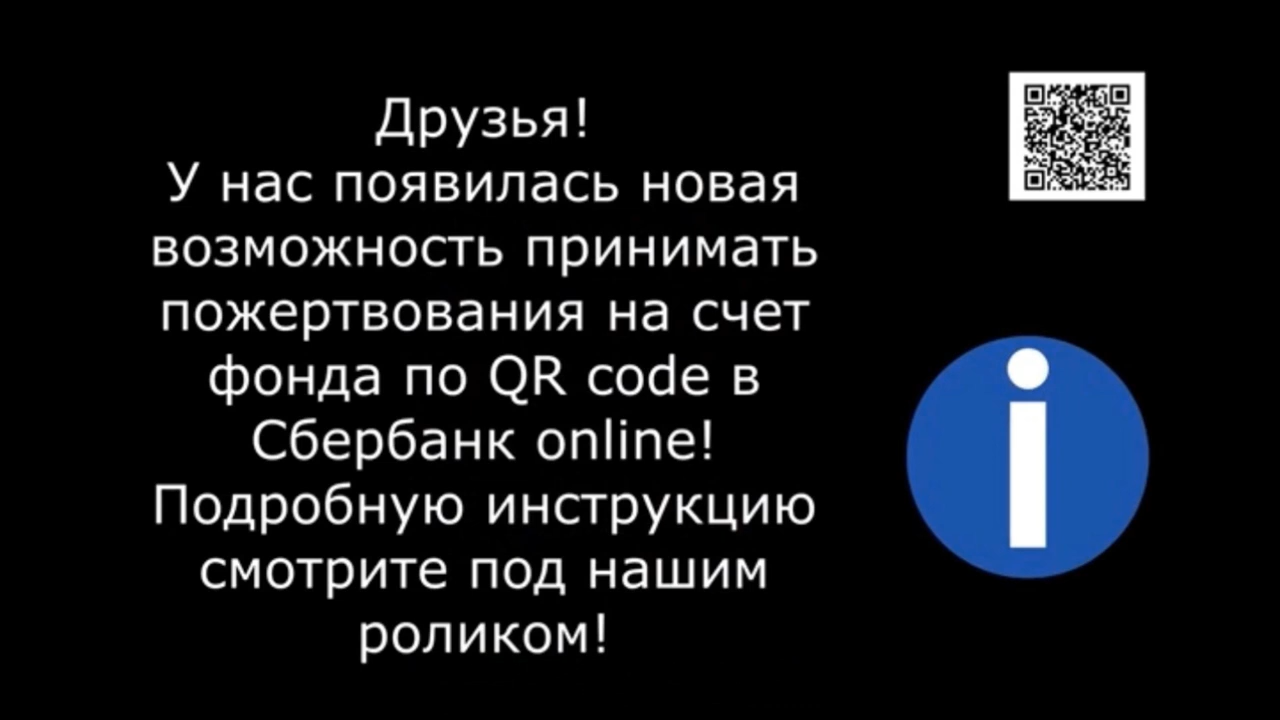 Друзья!
У нас появилась новая
возможность принимать
пожертвования на счет
фонда по QR code в
Сбербанк online!
Подробную инструкцию
смотрите под нашим
роликом!